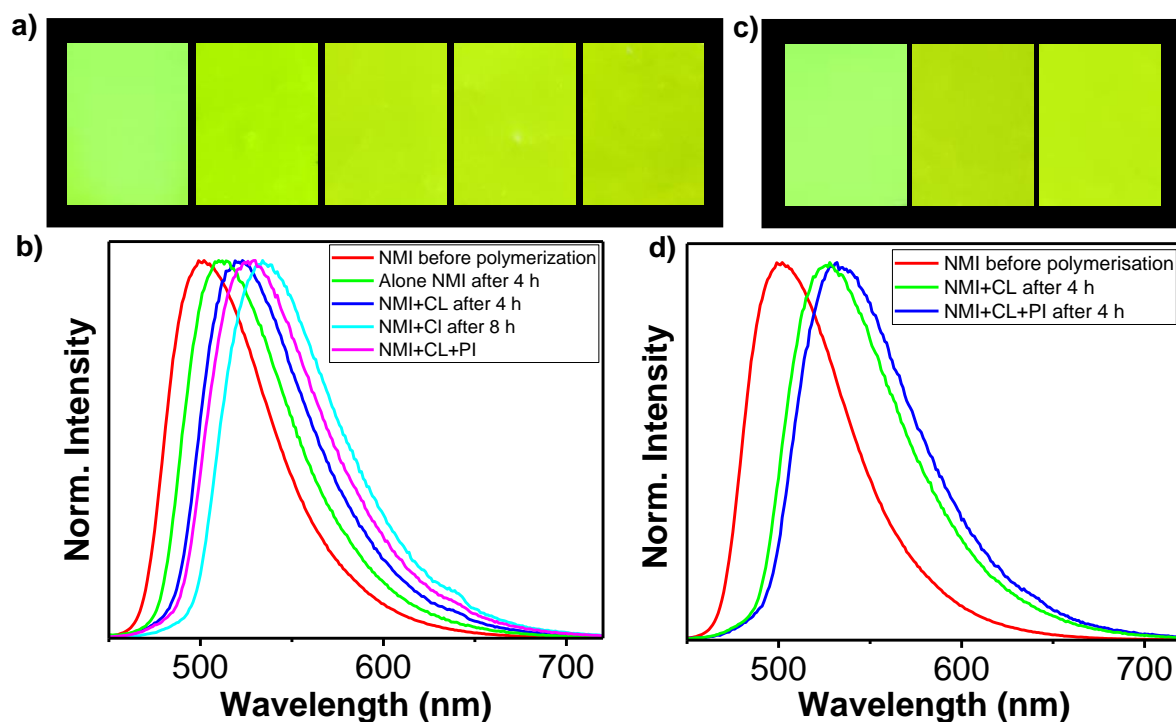 a)
c)
b)
NMI before polymerization
Alone NMI after 4 h
NMI+CL after 4 h
NMI+Cl after 8 h
NMI+CL+PI
Norm. Intensity
500
600
700
Wavelength (nm)
d)
NMI before polymerisation
NMI+CL after 4 h
NMI+CL+PI after 4 h
Norm. Intensity
500
600
700
Wavelength (nm)